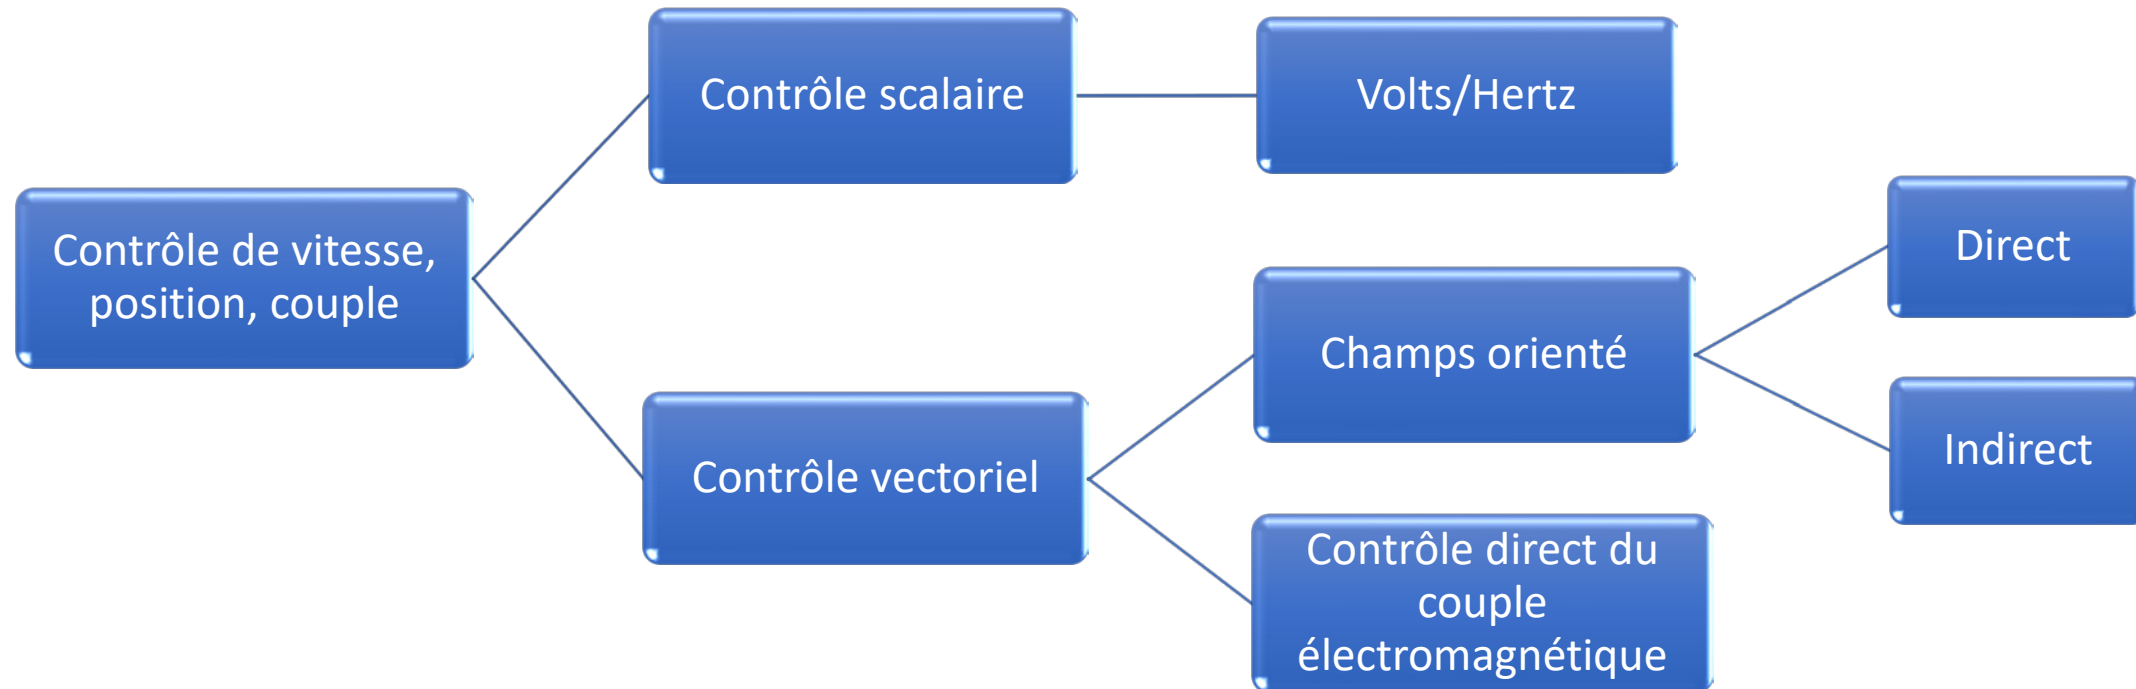 Contrôle scalaire
Volts/Hertz
Contrôle de vitesse,
position, couple
Direct
Champs orienté
Indirect
Contrôle vectoriel
Contrôle direct du
couple
électromagnétique